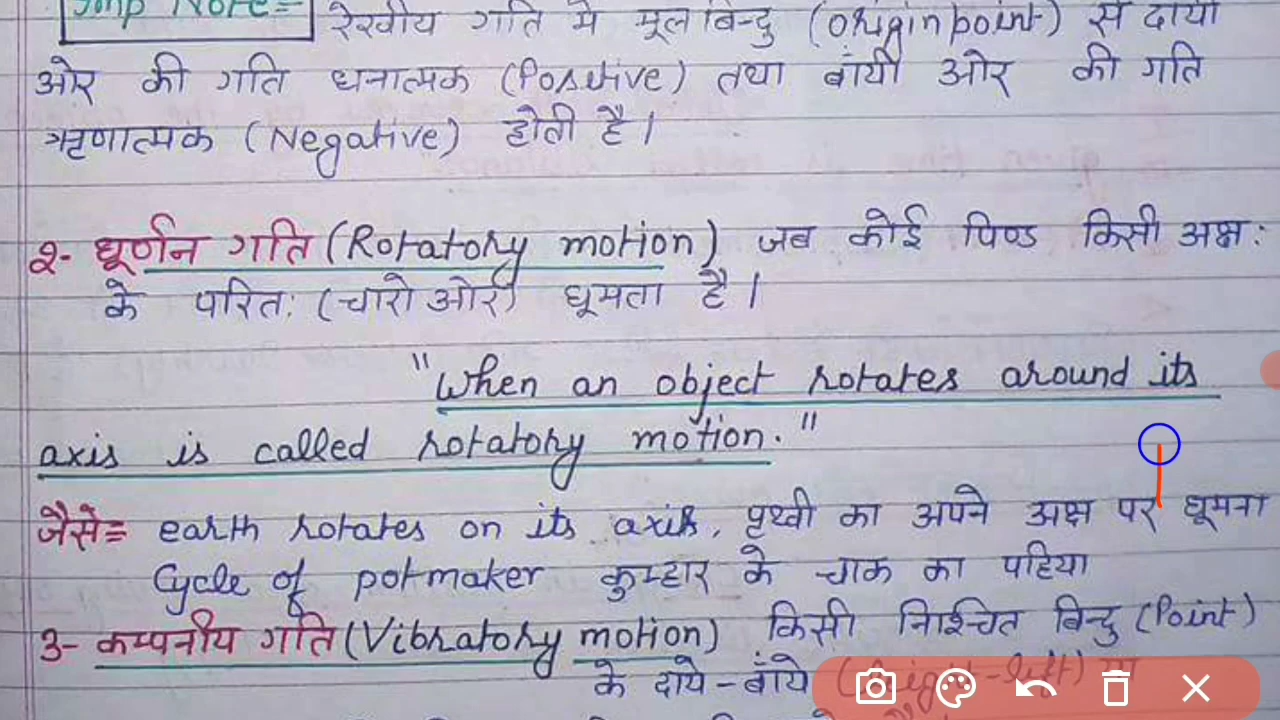 Imp Note=
रेखीय गति में मूल बिन्दु (origin point) से दायी
ओर की गति धनात्मक (Positive) तथा बांयी ओर की गति
ऋणात्मक (Negative) होती है।
2- घूर्णन गति (Rotatory motion) जब कोई पिण्ड किसी अक्ष:
के परित: (चारो ओर) घूमता है।
"When an object rotates around its
axis is called rotatory motion."
जैसे= earth rotates on its axis, पृथ्वी का अपने अक्ष पर घूमना
Cycle of potmaker कुम्हार के चाक का पहिया
3- कम्पनीय गति (Vibratory motion) किसी निश्चित बिन्दु (Point)
के दाये-बाँये (Right-left)